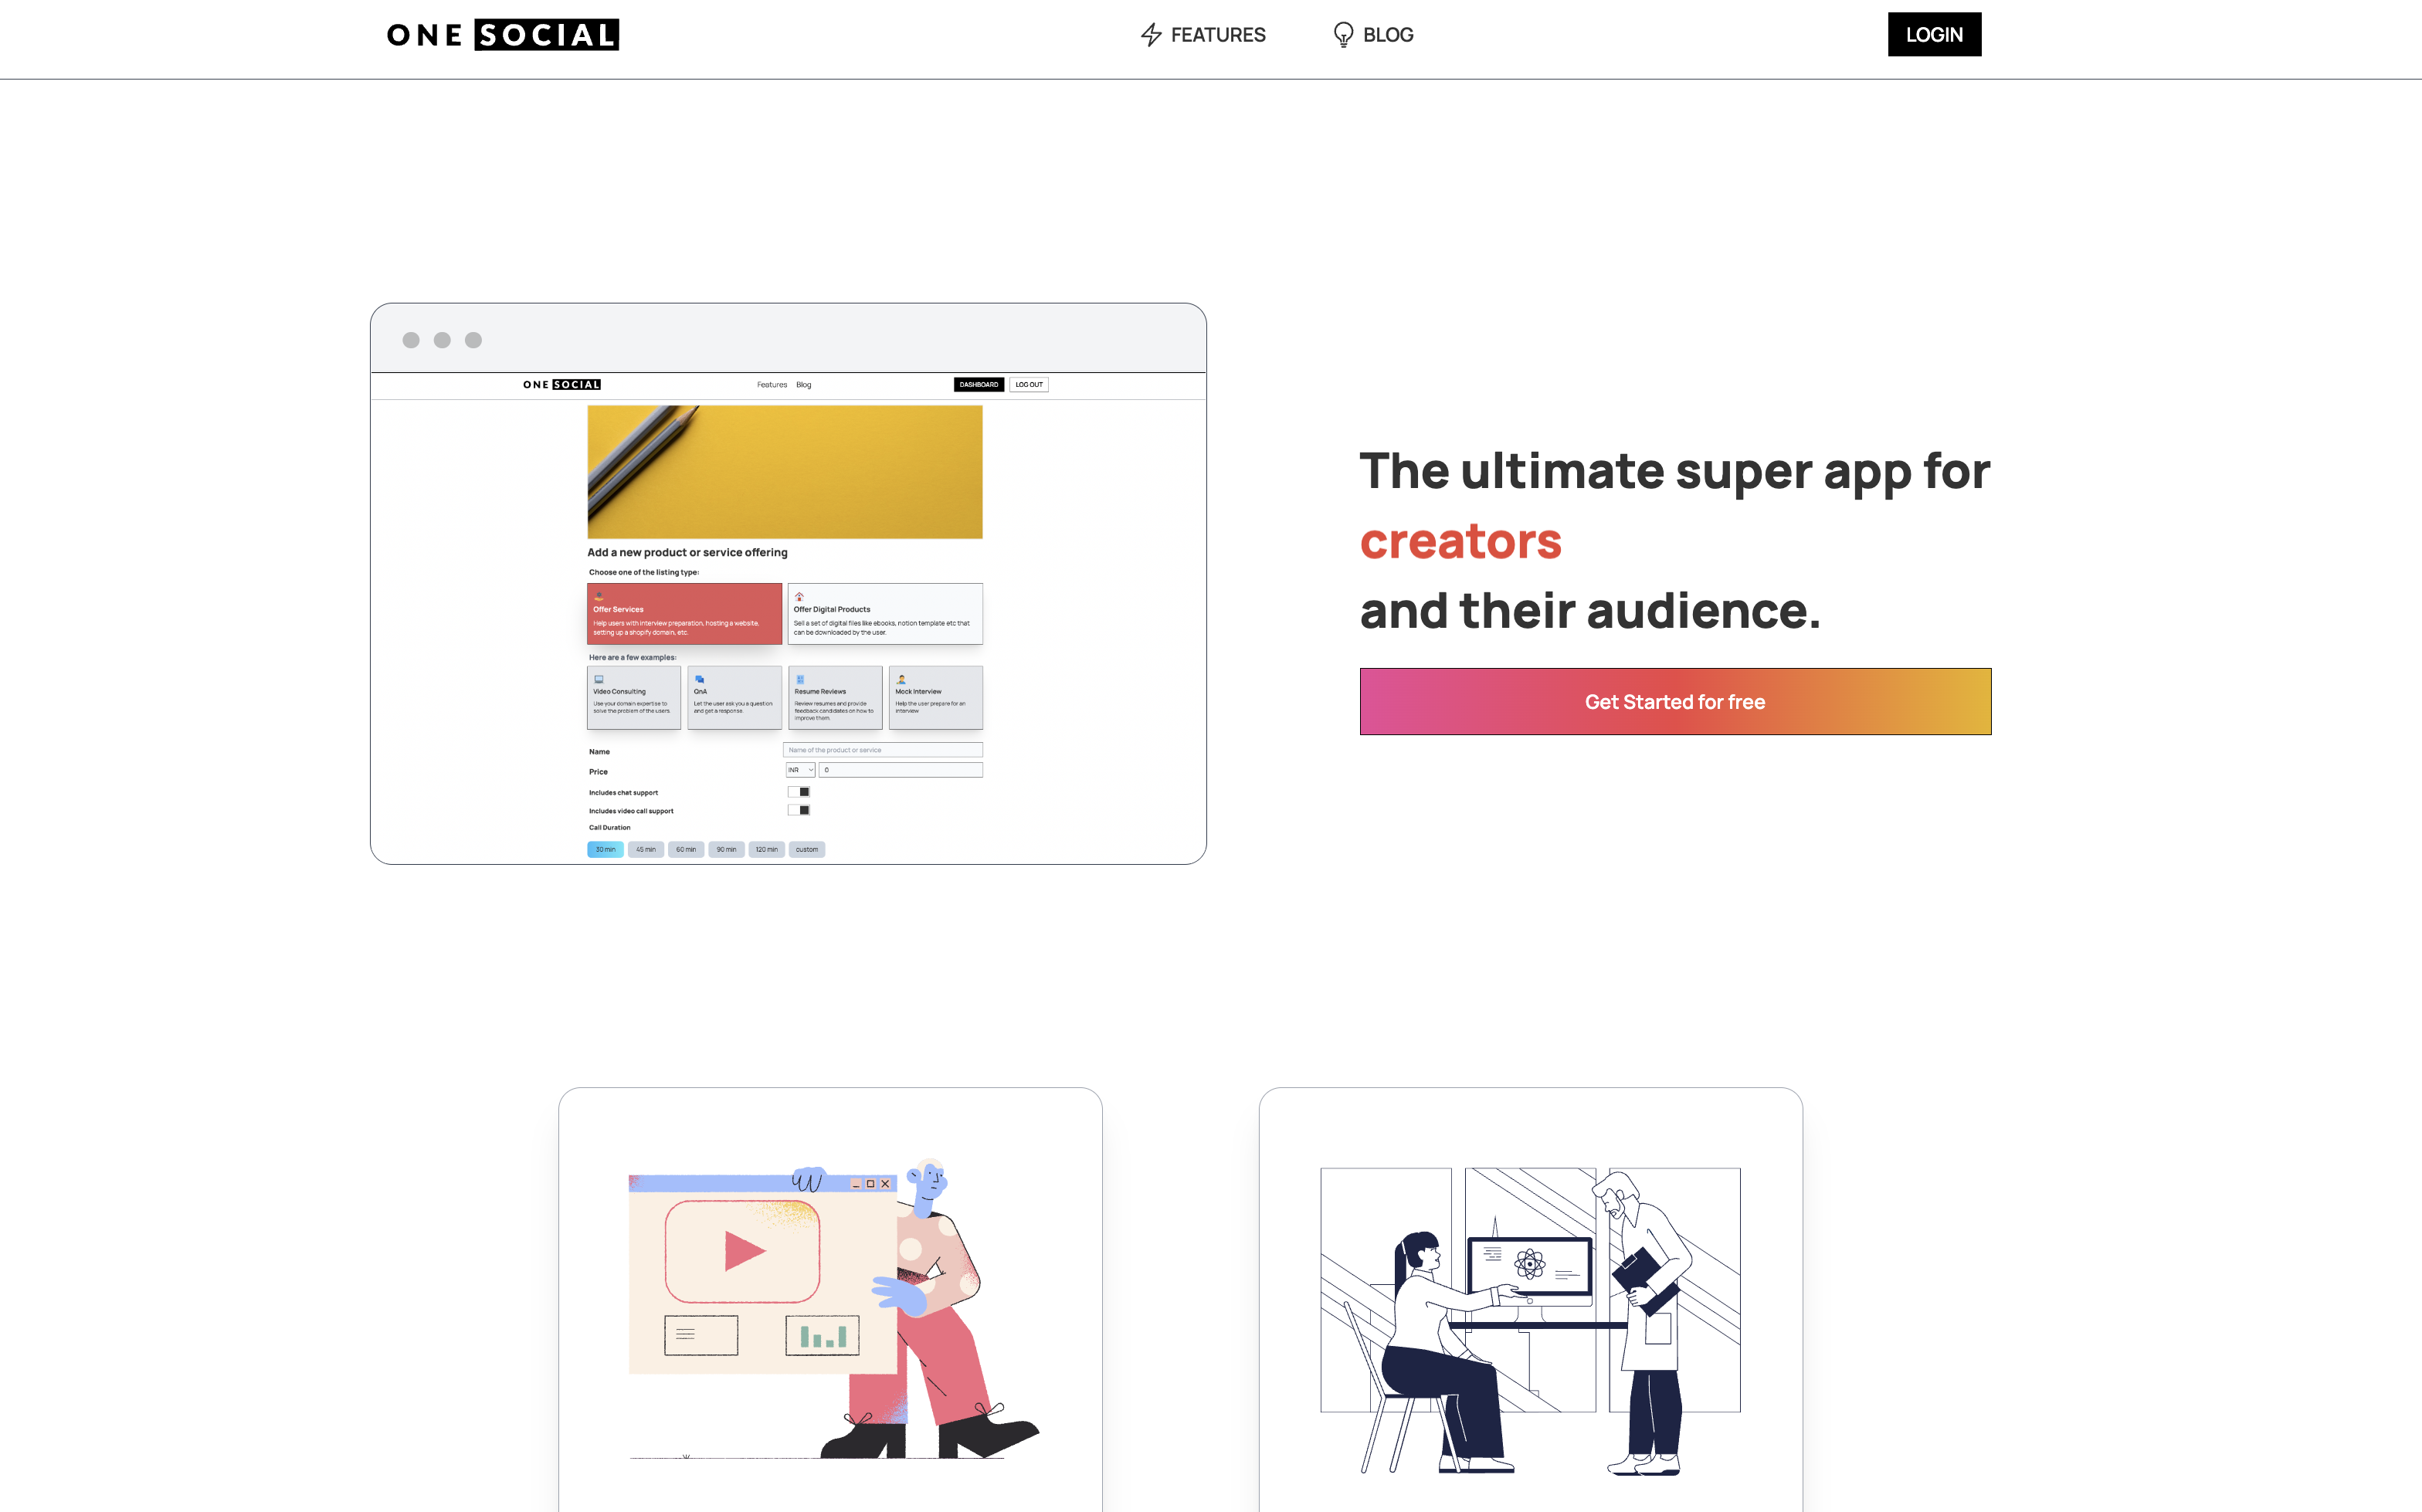 ONE SOCIAL
FEATURES
BLOG
LOGIN
ONE SOCIAL
Features
Blog
DASHBOARD
LOG OUT
Add a new product or service offering
Choose one of the listing type:
Offer Services
Help users with interview preparation, hosting a website,
setting up a shopify domain, etc.
Offer Digital Products
Sell a set of digital files like ebooks, notion template etc that
can be downloaded by the user.
Here are a few examples:
Video Consulting
Use your domain expertise to
solve the problem of the users.
QnA
Let the user ask you a question
and get a response.
Resume Reviews
Review resumes and provide
feedback candidates on how to
improve them.
Mock Interview
Help the user prepare for an
interview
Name
Name of the product or service
Price
INR
0
Includes chat support
Includes video call support
Call Duration
30 min
45 min
60 min
90 min
120 min
custom
The ultimate super app for
creators
and their audience.
Get Started for free